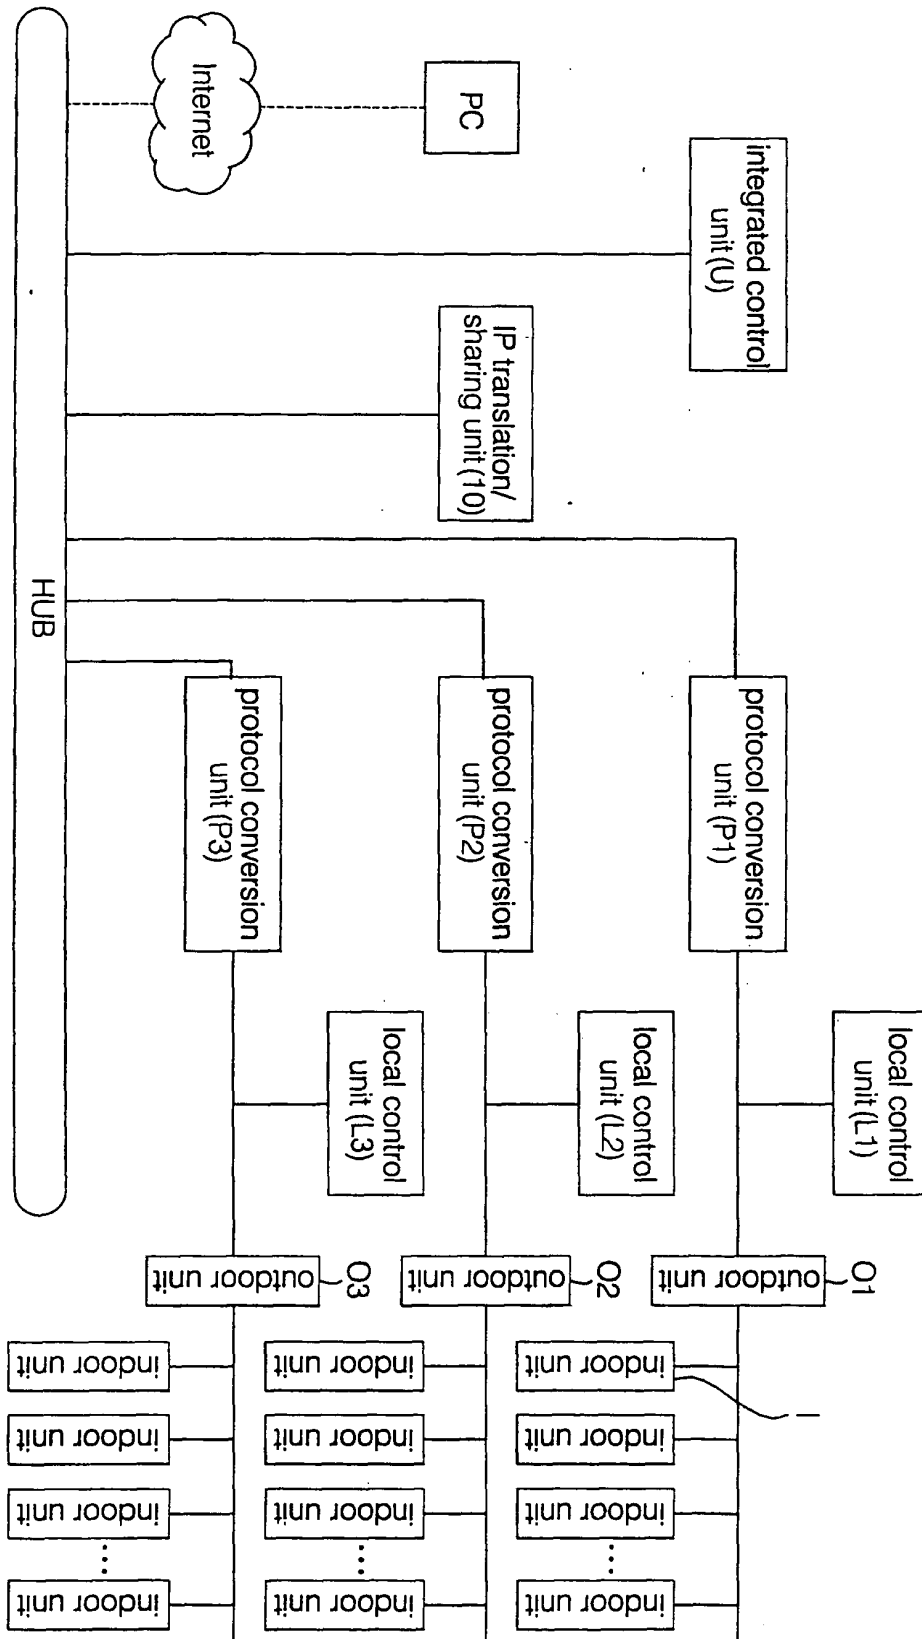 local control
unit(L1)
integrated control
unit(U)
protocol conversion
unit(P1)
O1
outdoor unit
I
indoor unit
indoor unit
indoor unit
...
indoor unit
local control
unit(L2)
PC
IP translation/
sharing unit(10)
protocol conversion
unit(P2)
O2
outdoor unit
indoor unit
indoor unit
indoor unit
...
indoor unit
local control
unit(L3)
Internet
protocol conversion
unit(P3)
O3
outdoor unit
indoor unit
indoor unit
indoor unit
...
indoor unit
HUB